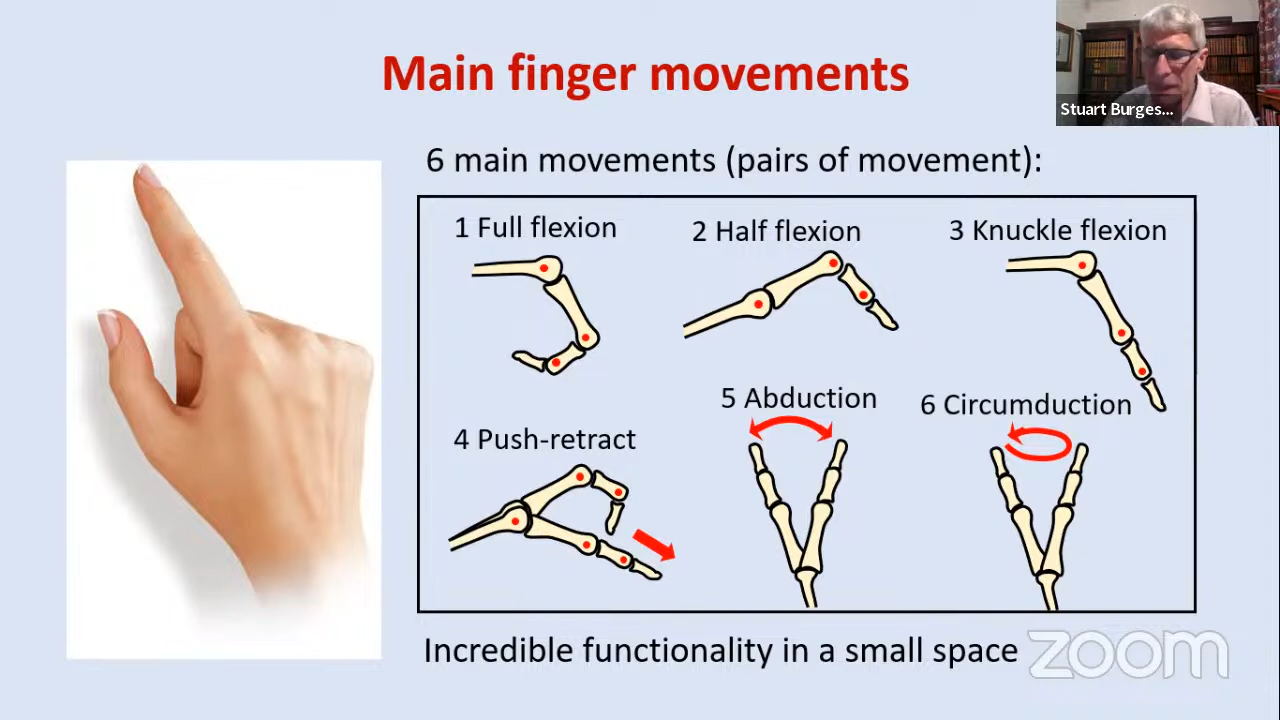 Main finger movements
Stuart Burges...
6 main movements (pairs of movement):
1 Full flexion
2 Half flexion
3 Knuckle flexion
4 Push-retract
5 Abduction
6 Circumduction
Incredible functionality in a small space
zoom